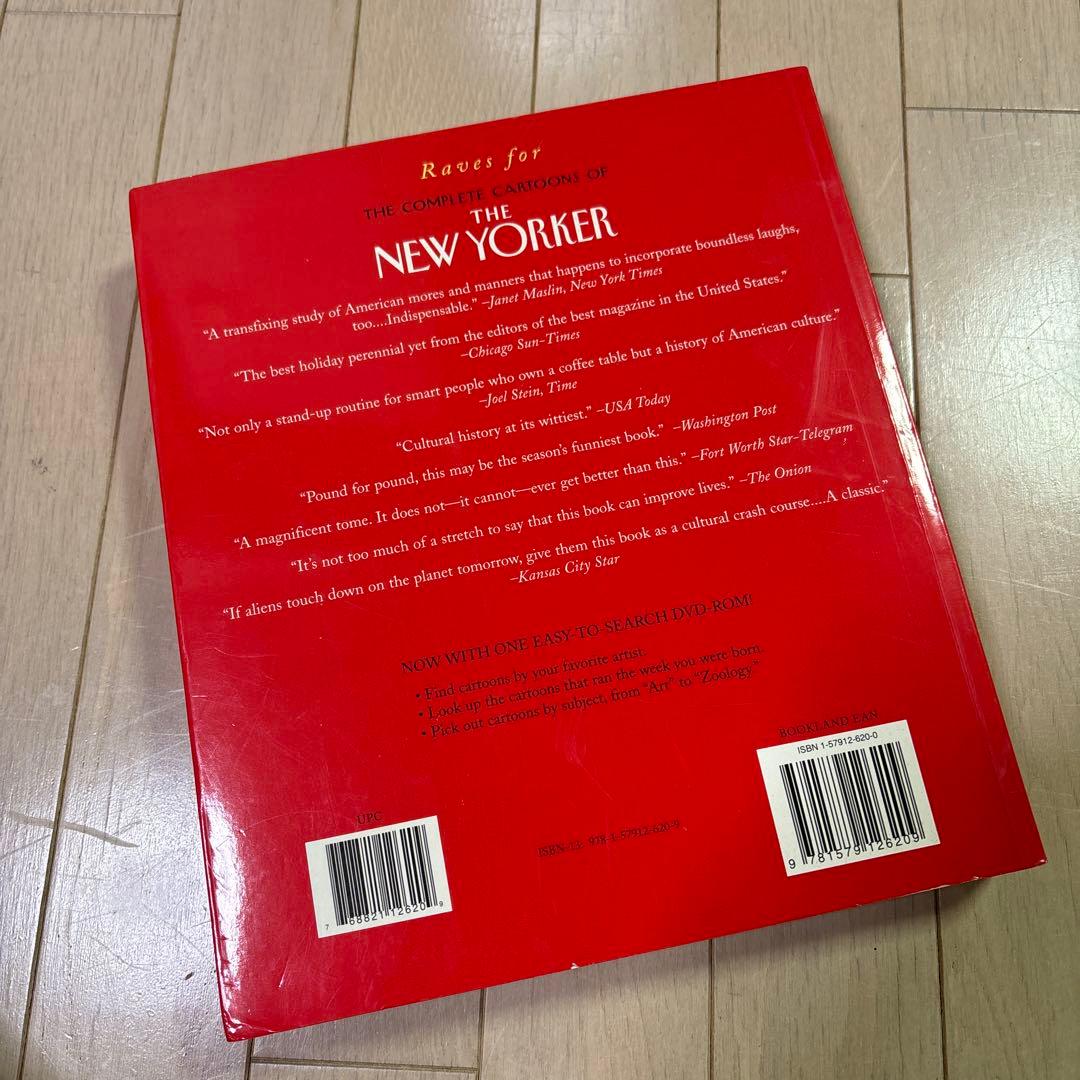 Raves for
THE COMPLETE CARTOONS OF
THE
NEW YORKER
“A transfixing study of American mores and manners that happens to incorporate boundless laughs,
too....Indispensable.” –Janet Maslin, New York Times
“The best holiday perennial yet from the editors of the best magazine in the United States.”
–Chicago Sun-Times
“Not only a stand-up routine for smart people who own a coffee table but a history of American culture.”
–Joel Stein, Time
“Cultural history at its wittiest.” –USA Today
“Pound for pound, this may be the season’s funniest book.” –Washington Post
“A magnificent tome. It does not—it cannot—ever get better than this.” –Fort Worth Star-Telegram
“It’s not too much of a stretch to say that this book can improve lives.” –The Onion
“If aliens touch down on the planet tomorrow, give them this book as a cultural crash course....A classic.”
–Kansas City Star
NOW WITH ONE EASY-TO-SEARCH DVD-ROM!
• Find cartoons by your favorite artist.
• Look up the cartoons that ran the week you were born.
• Pick out cartoons by subject, from “Art” to “Zoology”
BOOKLAND EAN
ISBN 1-57912-620-0
9 781579 126209
UPC
7 68821 12620 9
ISBN-13: 978-1-57912-620-9